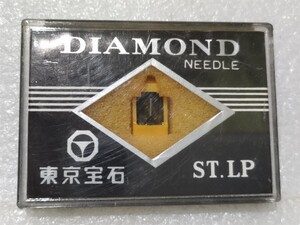 DIAMOND
NEEDLE
東京宝石
ST.LP